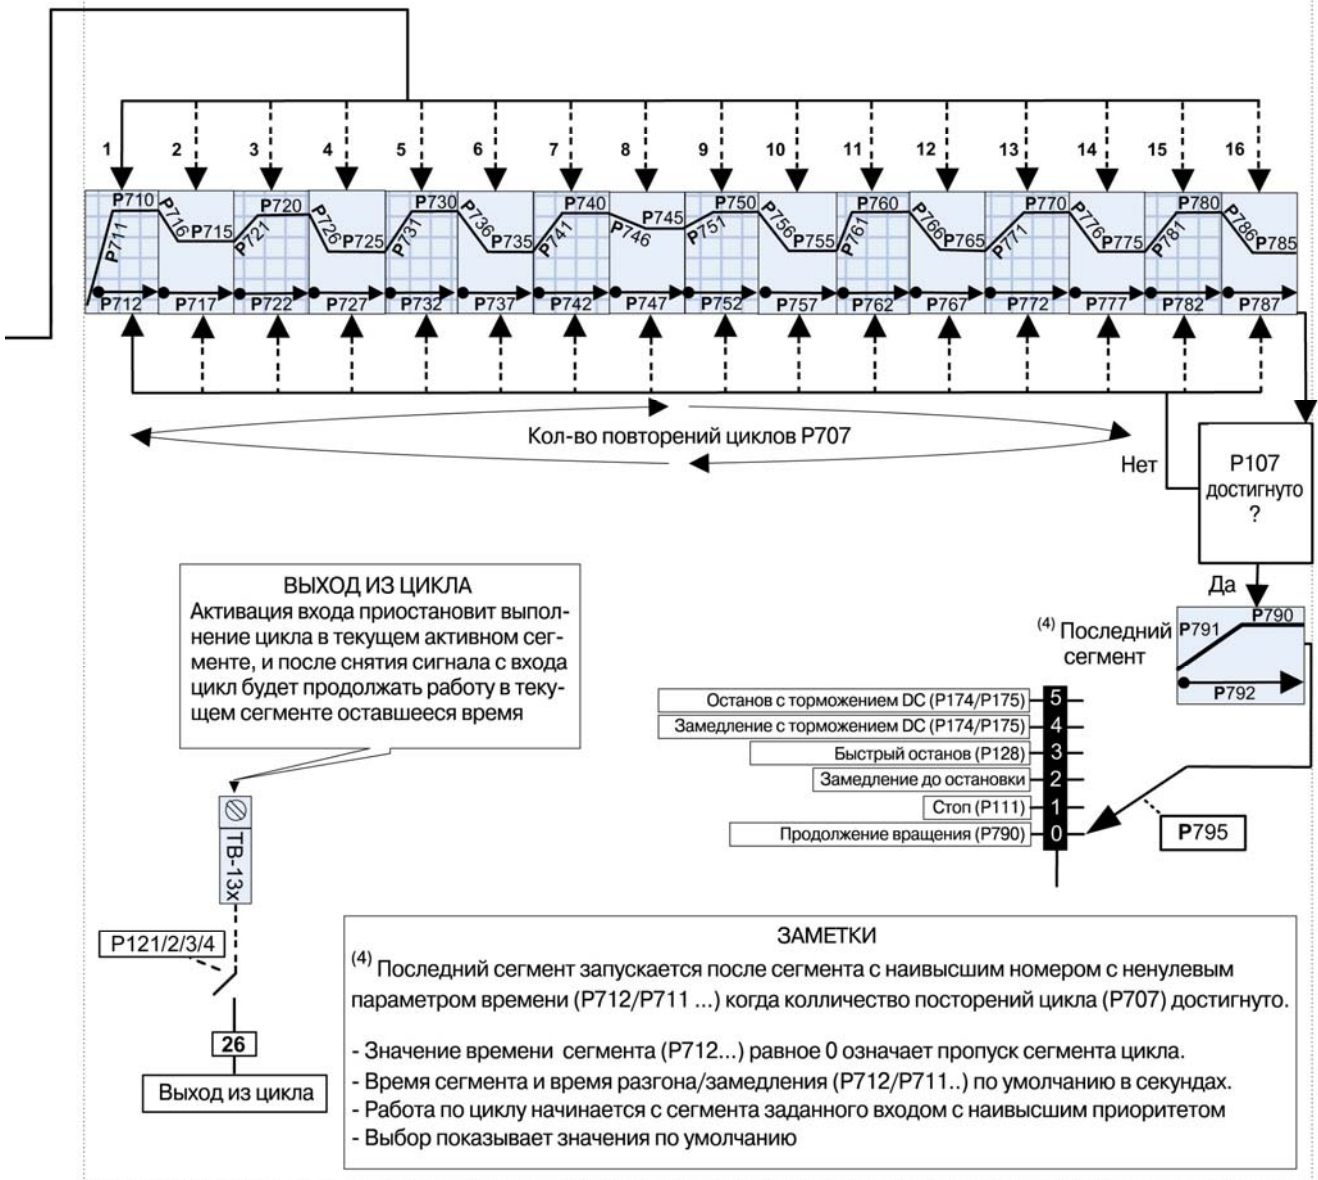 1 2 3 4 5 6 7 8 9 10 11 12 13 14 15 16
P710 P716 P720 P726 P730 P736 P740 P745 P750 P756 P760 P766 P770 P776 P780 P786
P711 P715 P721 P725 P731 P735 P741 P746 P751 P755 P761 P765 P771 P775 P781 P785
P712 P717 P722 P727 P732 P737 P742 P747 P752 P757 P762 P767 P772 P777 P782 P787
Кол-во повторений циклов P707
Нет
P107
достигнуто
?
Да
ВЫХОД ИЗ ЦИКЛА
Активация входа приостановит выпол-
нение цикла в текущем активном сег-
менте, и после снятия сигнала с входа
цикл будет продолжать работу в теку-
щем сегменте оставшееся время
(4) Последний
сегмент
P791 P790
P792
Останов с торможением DC (P174/P175) 5
Замедление с торможением DC (P174/P175) 4
Быстрый останов (P128) 3
Замедление до остановки 2
Стоп (P111) 1
Продолжение вращения (P790) 0
P795
TB-13x
P121/2/3/4
26
Выход из цикла
ЗАМЕТКИ
(4) Последний сегмент запускается после сегмента с наивысшим номером с ненулевым
параметром времени (P712/P711 ...) когда колличество посторений цикла (P707) достигнуто.
- Значение времени сегмента (P712...) равное 0 означает пропуск сегмента цикла.
- Время сегмента и время разгона/замедления (P712/P711..) по умолчанию в секундах.
- Работа по циклу начинается с сегмента заданного входом с наивысшим приоритетом
- Выбор показывает значения по умолчанию